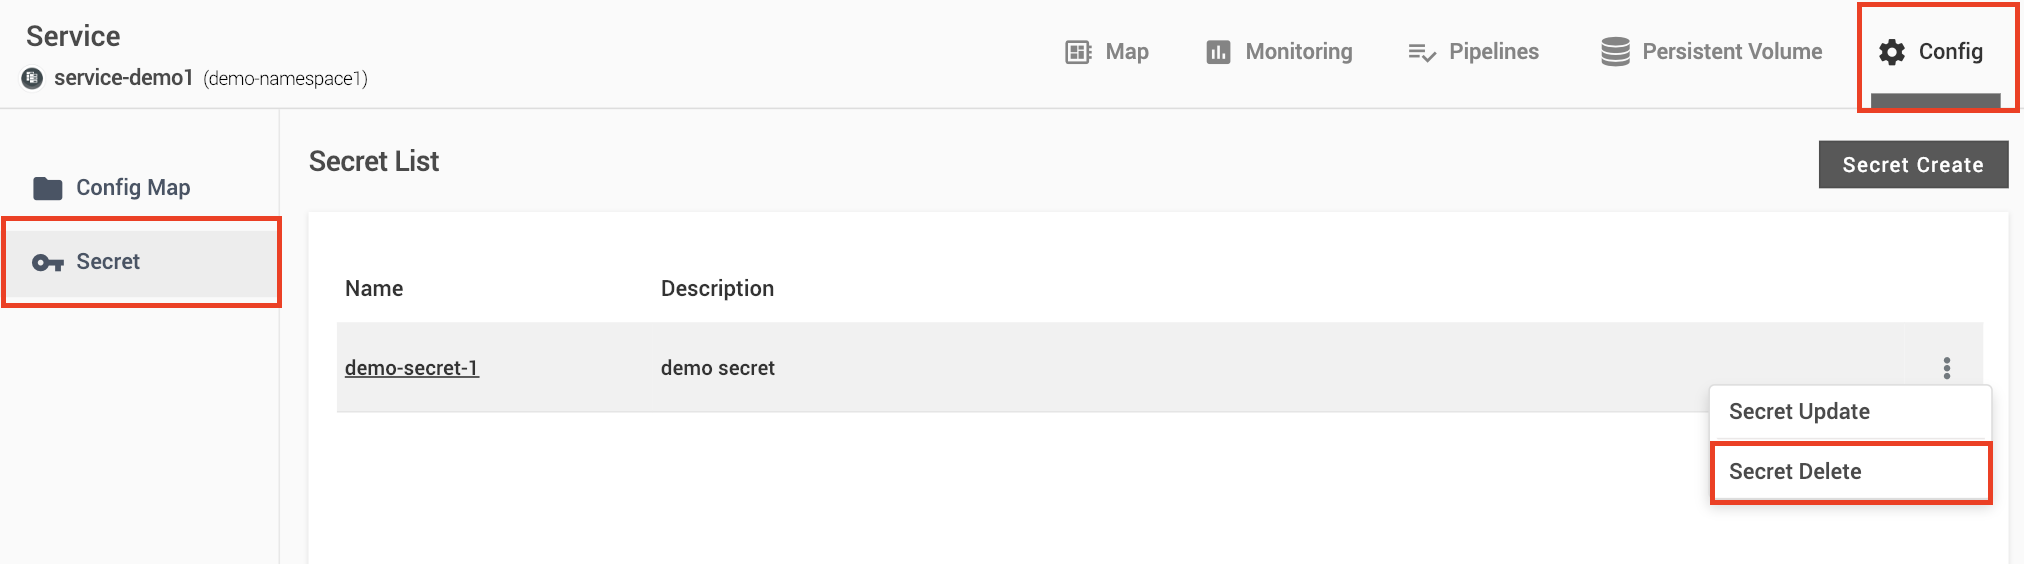 Service
service-demo1 (demo-namespace1)
Map
Monitoring
Pipelines
Persistent Volume
Config
Config Map
Secret
Secret List
Secret Create
Name Description
demo-secret-1 demo secret
Secret Update
Secret Delete